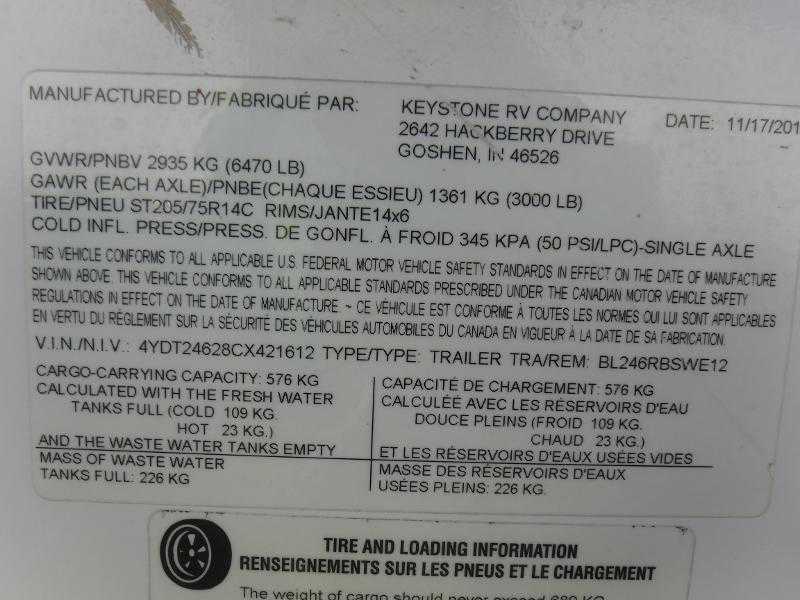 MANUFACTURED BY/FABRIQUÉ PAR: KEYSTONE RV COMPANY DATE: 11/17/201
2642 HACKBERRY DRIVE
GOSHEN, IN 46526
GVWR/PNBV 2935 KG (6470 LB)
GAWR (EACH AXLE)/PNBE(CHAQUE ESSIEU) 1361 KG (3000 LB)
TIRE/PNEU ST205/75R14C RIMS/JANTE14x6
COLD INFL. PRESS/PRESS. DE GONFL. À FROID 345 KPA (50 PSI/LPC)-SINGLE AXLE
THIS VEHICLE CONFORMS TO ALL APPLICABLE U.S. FEDERAL MOTOR VEHICLE SAFETY STANDARDS IN EFFECT ON THE DATE OF MANUFACTURE
SHOWN ABOVE. THIS VEHICLE CONFORMS TO ALL APPLICABLE STANDARDS PRESCRIBED UNDER THE CANADIAN MOTOR VEHICLE SAFETY
REGULATIONS IN EFFECT ON THE DATE OF MANUFACTURE ~ CE VÉHICULE EST CONFORME À TOUTES LES NORMES QUI LUI SONT APPLICABLES
EN VERTU DU RÈGLEMENT SUR LA SÉCURITÉ DES VÉHICULES AUTOMOBILES DU CANADA EN VIGUEUR À LA DATE DE SA FABRICATION.
V.I.N./N.I.V.: 4YDT24628CX421612 TYPE/TYPE: TRAILER TRA/REM: BL246RBSWE12
CARGO-CARRYING CAPACITY: 576 KG
CALCULATED WITH THE FRESH WATER
TANKS FULL (COLD 109 KG.
HOT 23 KG.)
AND THE WASTE WATER TANKS EMPTY
MASS OF WASTE WATER
TANKS FULL: 226 KG
CAPACITÉ DE CHARGEMENT: 576 KG
CALCULÉE AVEC LES RÉSERVOIRS D'EAU
DOUCE PLEINS (FROID 109 KG.
CHAUD 23 KG.)
ET LES RÉSERVOIRS D'EAUX USÉES VIDES
MASSE DES RÉSERVOIRS D'EAUX
USÉES PLEINS: 226 KG.
TIRE AND LOADING INFORMATION
RENSEIGNEMENTS SUR LES PNEUS ET LE CHARGEMENT
The weight of cargo should never exceed 689 KG